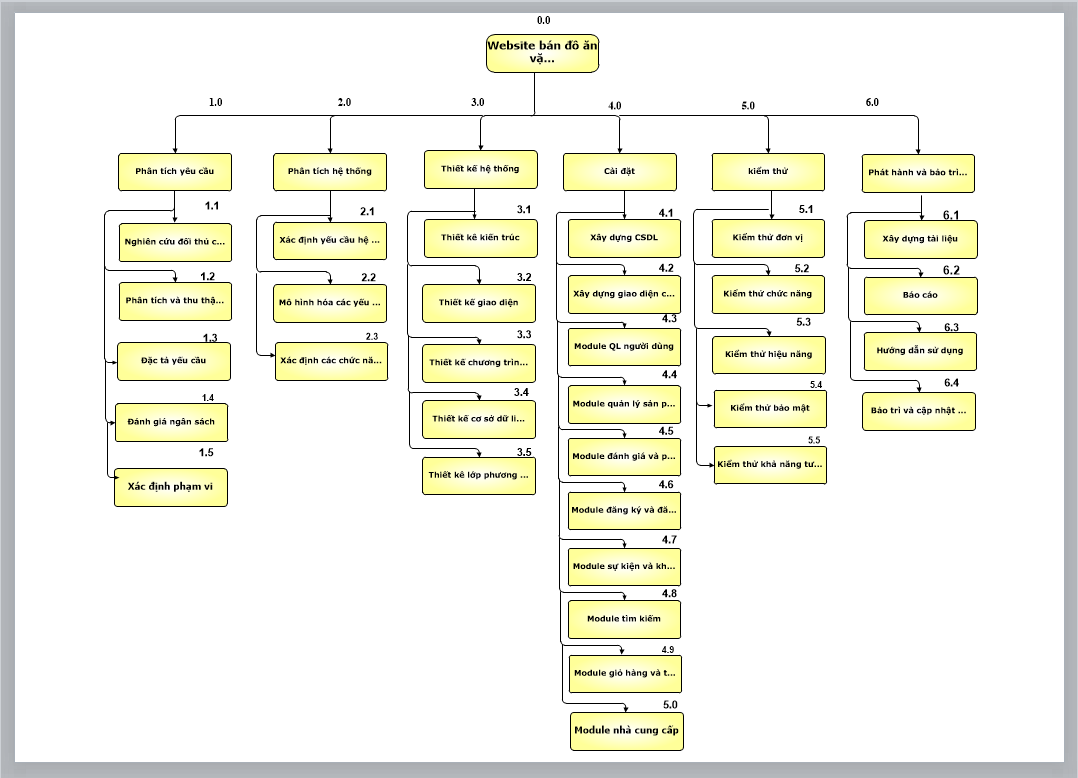 0.0
Website bán đồ ăn
vặ...
1.0
2.0
3.0
4.0
5.0
6.0
Phân tích yêu cầu
Phân tích hệ thống
Thiết kế hệ thống
Cài đặt
kiểm thử
Phát hành và bảo trì...
1.1
Nghiên cứu đối thủ c...
1.2
Phân tích và thu thậ...
1.3
Đặc tả yêu cầu
1.4
Đánh giá ngân sách
1.5
Xác định phạm vi
2.1
Xác định yêu cầu hệ ...
2.2
Mô hình hóa các yếu ...
2.3
Xác định các chức nă...
3.1
Thiết kế kiến trúc
3.2
Thiết kế giao diện
3.3
Thiết kế chương trìn...
3.4
Thiết kế cơ sở dữ li...
3.5
Thiết kế lớp phương ...
4.1
Xây dựng CSDL
4.2
Xây dựng giao diện c...
4.3
Module QL người dùng
4.4
Module quản lý sản p...
4.5
Module đánh giá và p...
4.6
Module đăng ký và đă...
4.7
Module sự kiện và kh...
4.8
Module tìm kiếm
4.9
Module giỏ hàng và t...
5.0
Module nhà cung cấp
5.1
Kiểm thử đơn vị
5.2
Kiểm thử chức năng
5.3
Kiểm thử hiệu năng
5.4
Kiểm thử bảo mật
5.5
Kiểm thử khả năng tư...
6.1
Xây dựng tài liệu
6.2
Báo cáo
6.3
Hướng dẫn sử dụng
6.4
Bảo trì và cập nhật ...